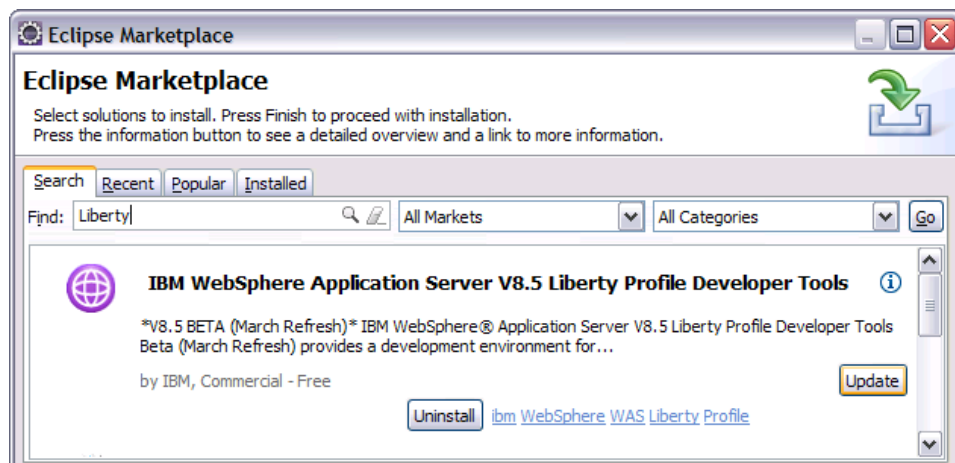 Eclipse Marketplace
Eclipse Marketplace
Select solutions to install. Press Finish to proceed with installation.
Press the information button to see a detailed overview and a link to more information.
Search Recent Popular Installed
Find: Liberty All Markets All Categories Go
IBM WebSphere Application Server V8.5 Liberty Profile Developer Tools
*V8.5 BETA (March Refresh)* IBM WebSphere® Application Server V8.5 Liberty Profile Developer Tools
Beta (March Refresh) provides a development environment for...
by IBM, Commercial - Free
Update
Uninstall ibm WebSphere WAS Liberty Profile